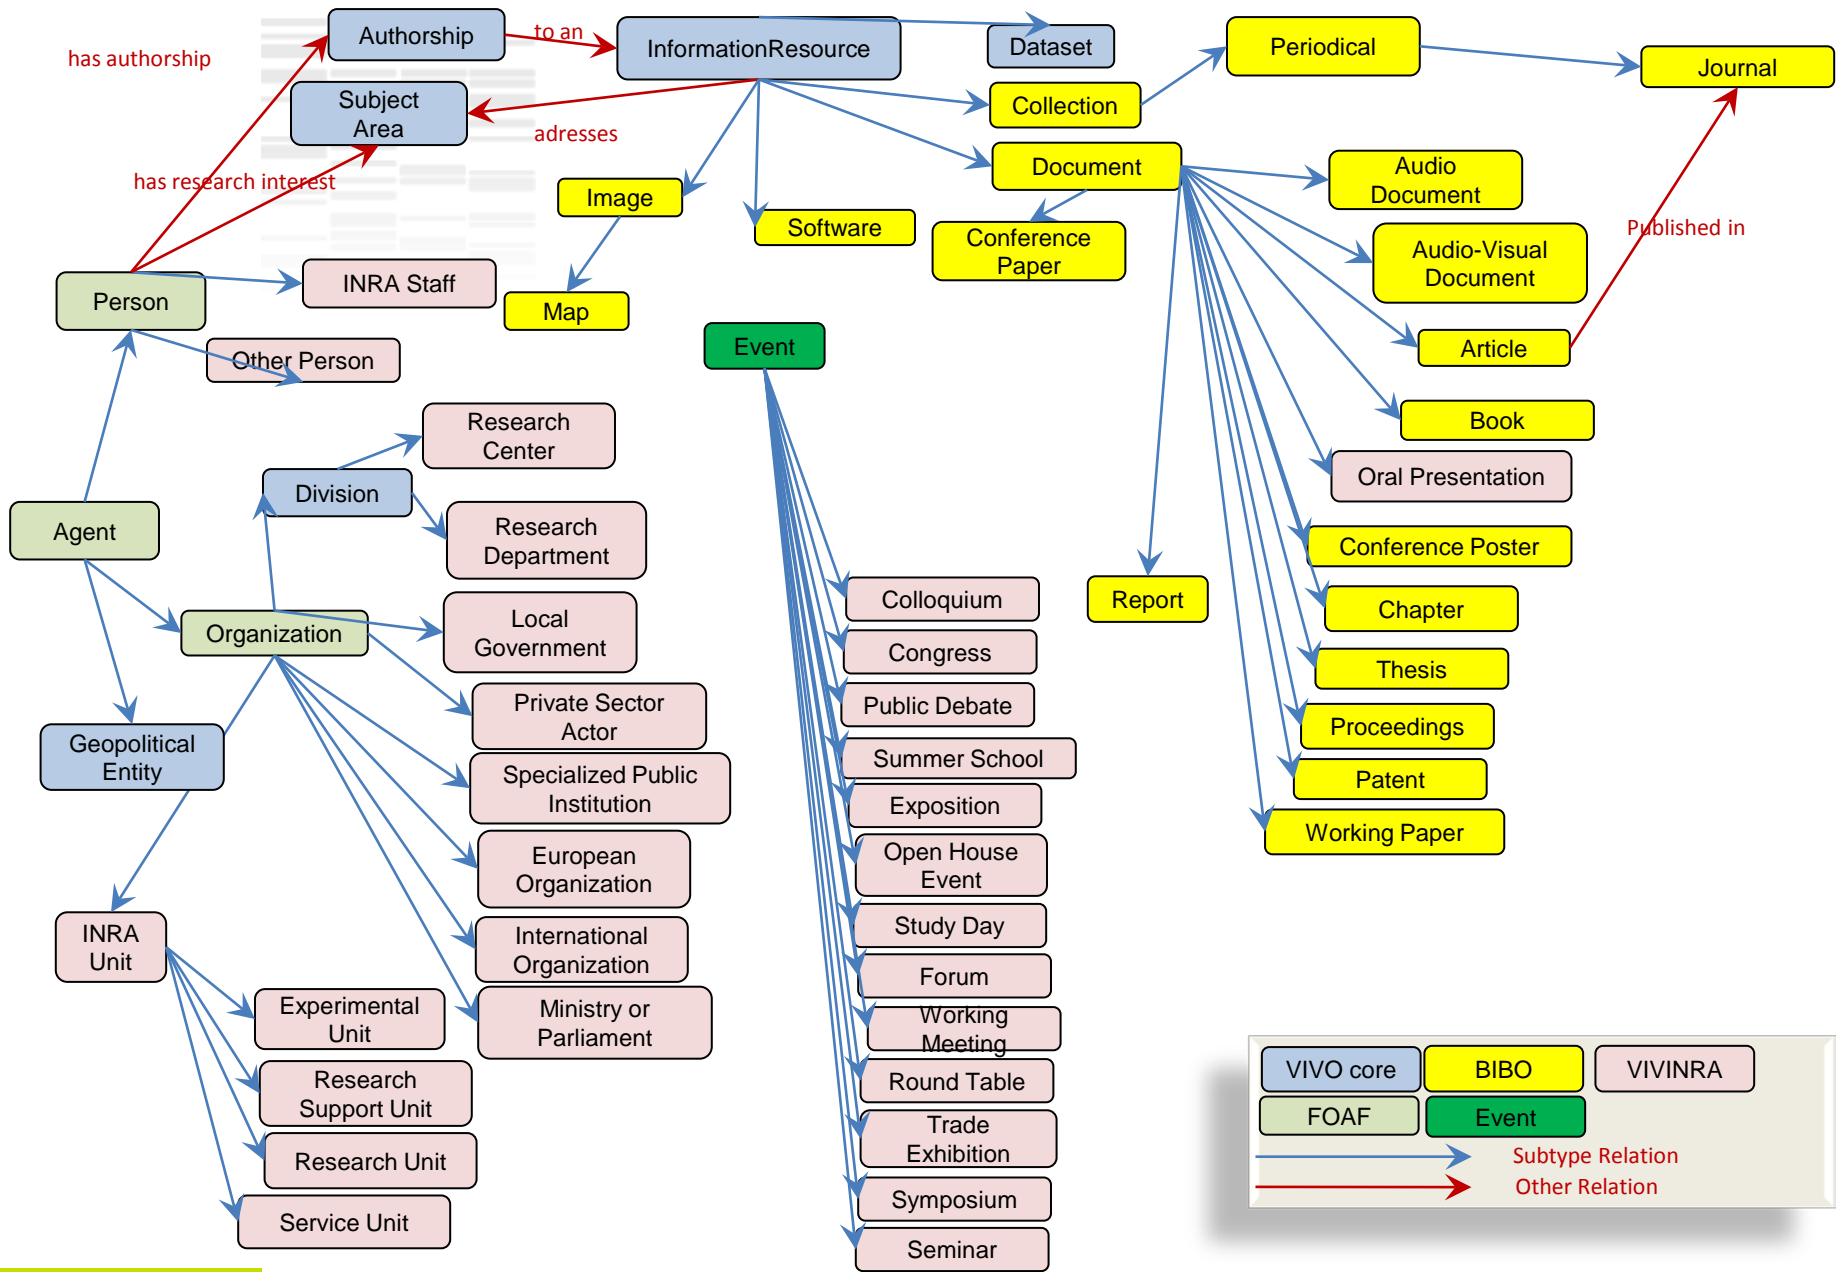 has authorship
Authorship
to an
InformationResource
Dataset
Periodical
Journal
Subject
Area
adresses
Collection
has research interest
Document
Audio
Document
Image
Software
Conference
Paper
Audio-Visual
Document
Published in
Person
INRA Staff
Map
Event
Article
Other Person
Research
Center
Book
Division
Oral Presentation
Agent
Research
Department
Conference Poster
Report
Colloquium
Chapter
Organization
Local
Government
Congress
Thesis
Public Debate
Private Sector
Actor
Proceedings
Geopolitical
Entity
Summer School
Specialized Public
Institution
Patent
Exposition
Working Paper
European
Organization
Open House
Event
Study Day
INRA
Unit
International
Organization
Forum
Experimental
Unit
Ministry or
Parliament
Working
Meeting
Research
Support Unit
Round Table
Research Unit
Trade
Exhibition
Service Unit
Symposium
Seminar
VIVO core
BIBO
VIVINRA
FOAF
Event
Subtype Relation
Other Relation